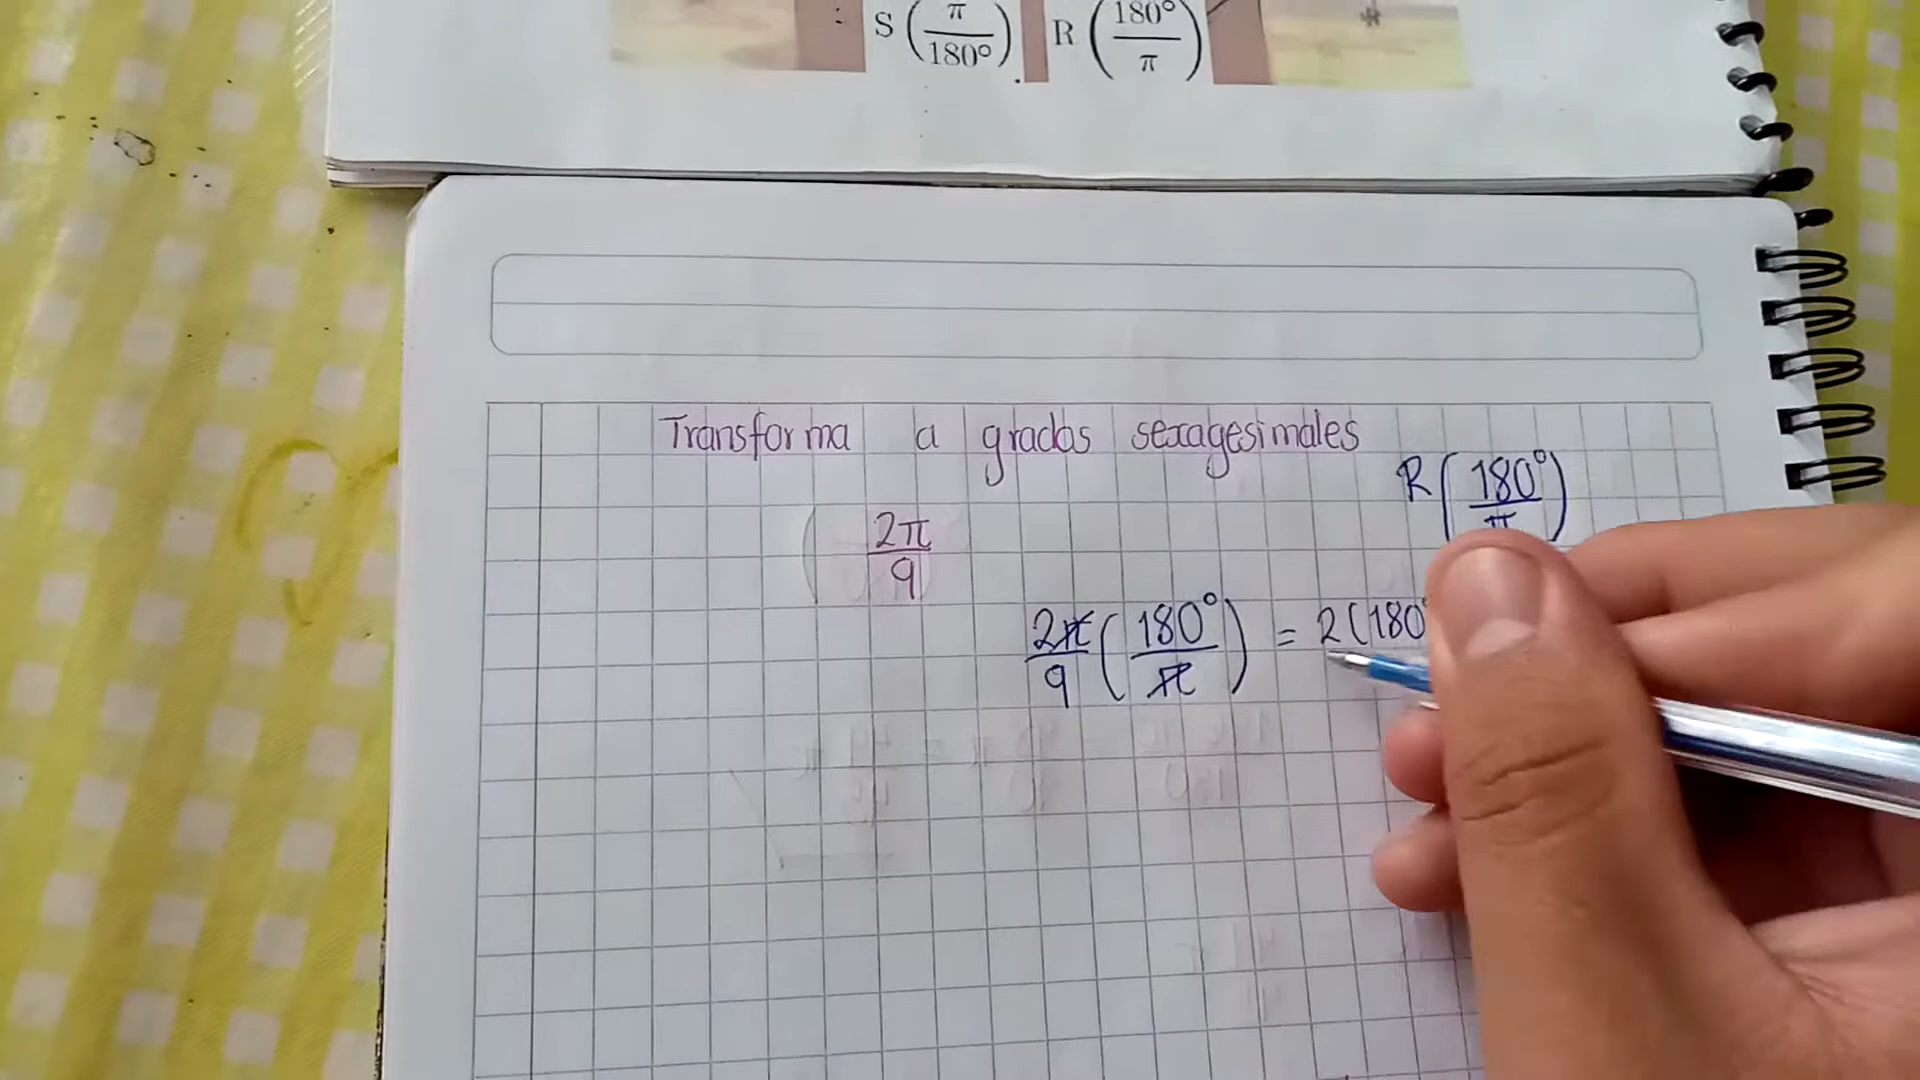 S ( π / 180° ) . R ( 180° / π )
Transforma a grados sexagesimales
R ( 180° / π )
2π / 9
2π / 9 ( 180° / π ) = 2 ( 180°